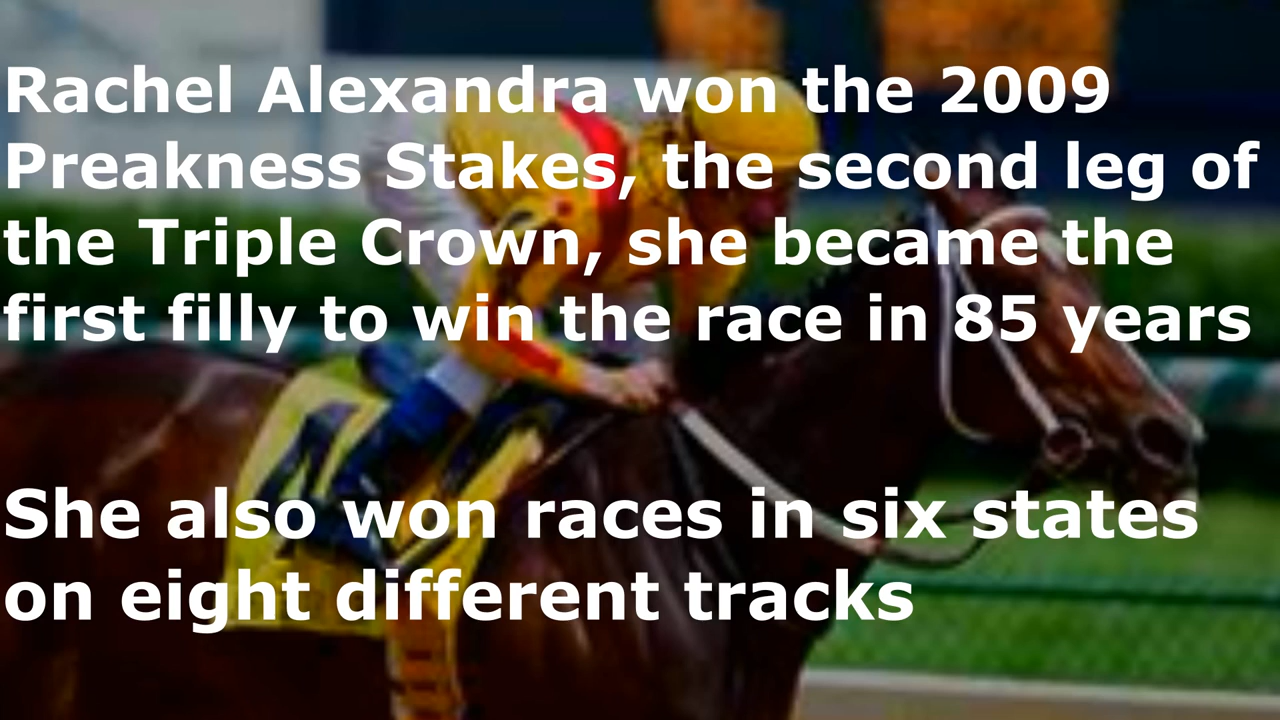 Rachel Alexandra won the 2009
Preakness Stakes, the second leg of
the Triple Crown, she became the
first filly to win the race in 85 years
She also won races in six states
on eight different tracks
4